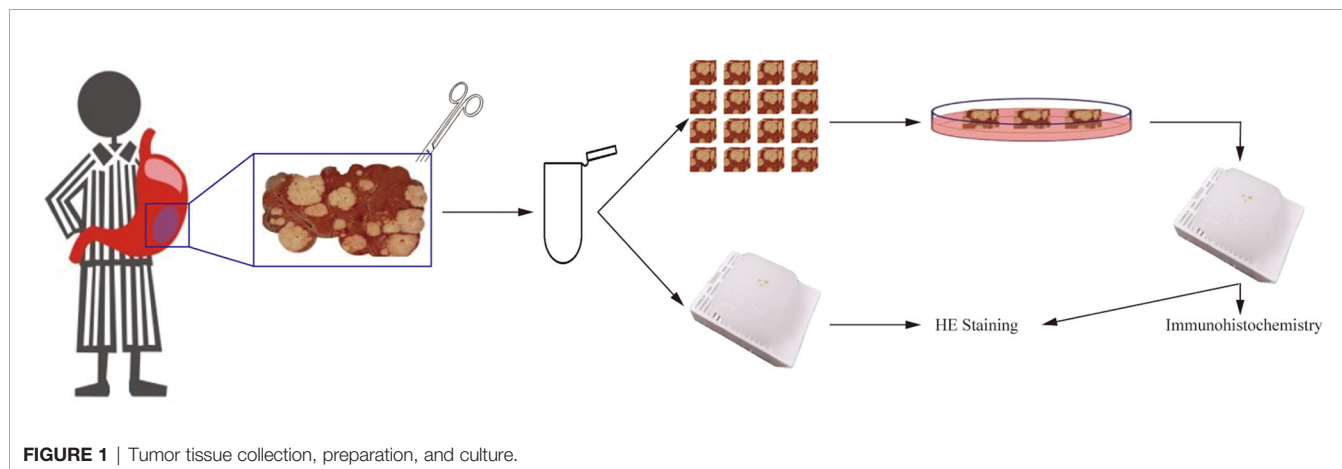 HE Staining
Immunohistochemistry
FIGURE 1 | Tumor tissue collection, preparation, and culture.